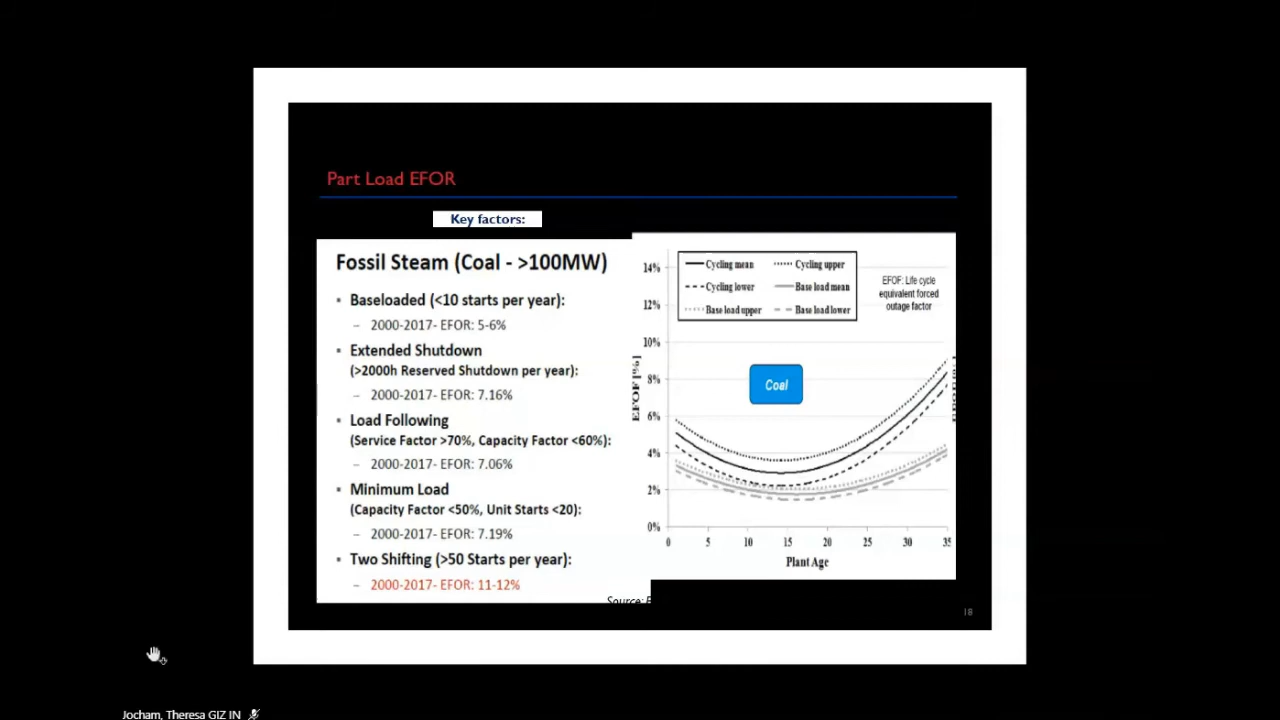 Part Load EFOR
Key factors:
Fossil Steam (Coal - >100MW)
Baseloaded (<10 starts per year):
– 2000-2017- EFOR: 5-6%
Extended Shutdown
(>2000h Reserved Shutdown per year):
– 2000-2017- EFOR: 7.16%
Load Following
(Service Factor >70%, Capacity Factor <60%):
– 2000-2017- EFOR: 7.06%
Minimum Load
(Capacity Factor <50%, Unit Starts <20):
– 2000-2017- EFOR: 7.19%
Two Shifting (>50 Starts per year):
– 2000-2017- EFOR: 11-12%
Cycling mean
Cycling upper
Cycling lower
Base load mean
Base load upper
Base load lower
EFOF: Life cycle
equivalent forced
outage factor
Coal
EFOF [%]
14%
12%
10%
8%
6%
4%
2%
0%
0 5 10 15 20 25 30 35
Plant Age
Source:
18
Jocham, Theresa GIZ IN